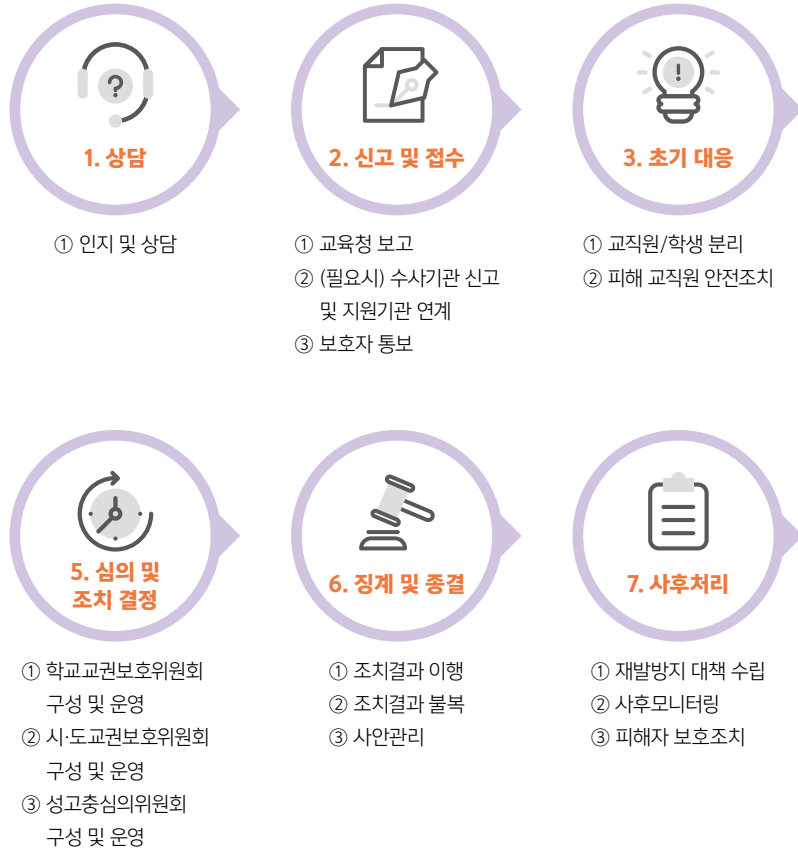 ?
1. 상담
① 인지 및 상담
2. 신고 및 접수
① 교육청 보고
② (필요시) 수사기관 신고
및 지원기관 연계
③ 보호자 통보
!
3. 초기 대응
① 교직원/학생 분리
② 피해 교직원 안전조치
5. 심의 및
조치 결정
① 학교교권보호위원회
구성 및 운영
② 시·도교권보호위원회
구성 및 운영
③ 성고충심의위원회
구성 및 운영
6. 징계 및 종결
① 조치결과 이행
② 조치결과 불복
③ 사안관리
7. 사후처리
① 재발방지 대책 수립
② 사후모니터링
③ 피해자 보호조치